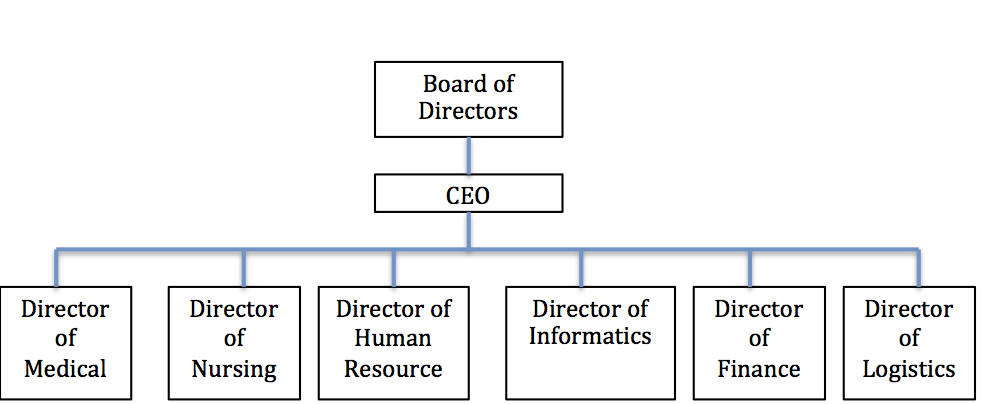 Board of
Directors
CEO
Director
of
Medical
Director
of
Nursing
Director of
Human
Resource
Director of
Informatics
Director
of
Finance
Director
of
Logistics